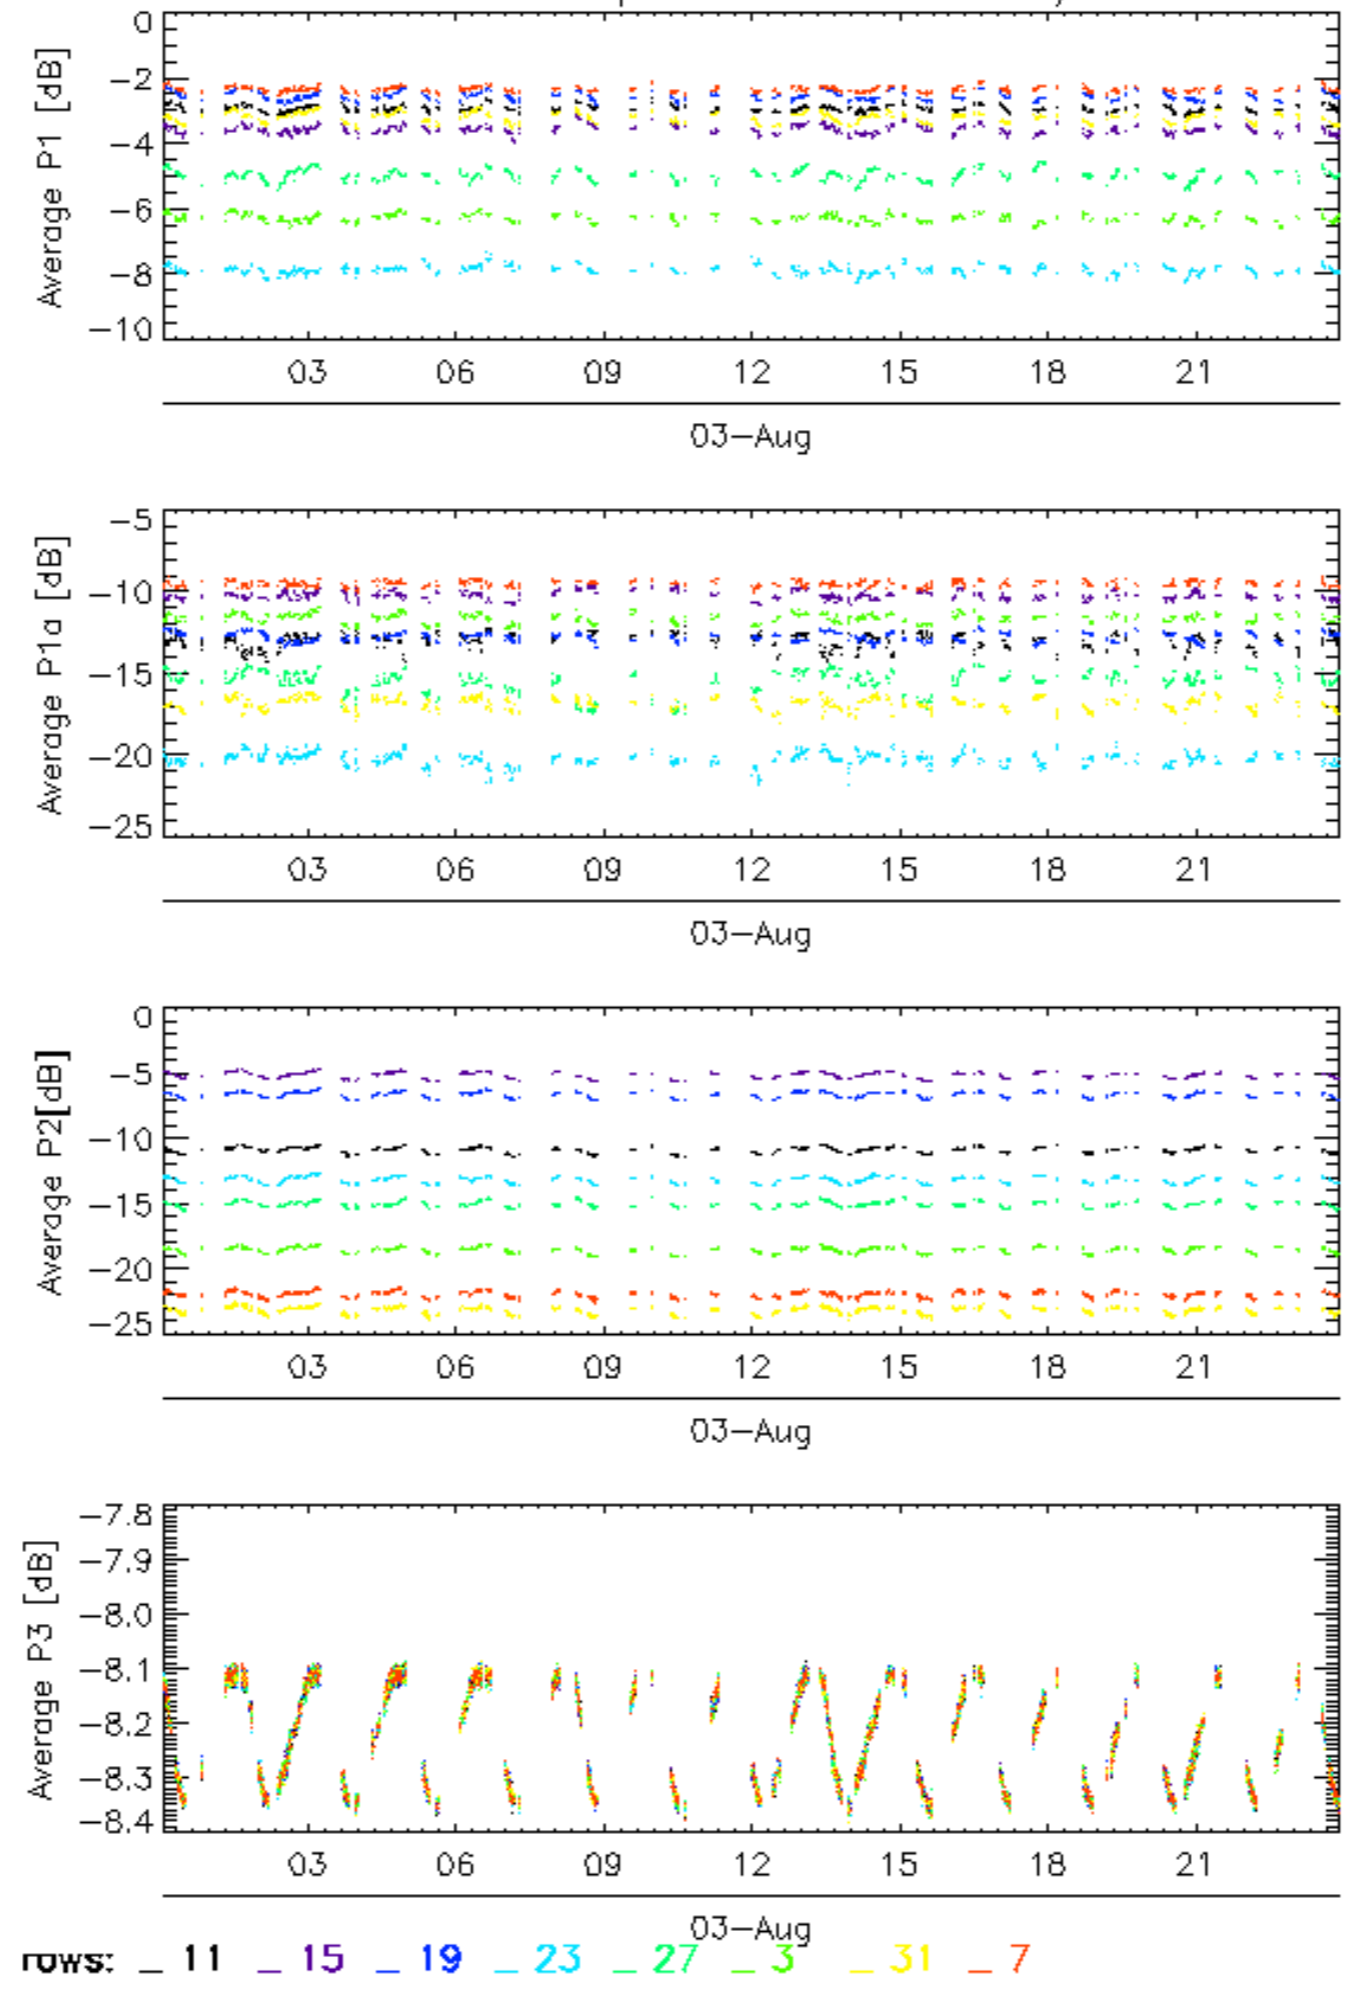 0
−2
−4
−6
−8
−10
Average P1 [dB]
03 06 09 12 15 18 21
03−Aug
−5
−10
−15
−20
−25
Average P1a [dB]
03 06 09 12 15 18 21
03−Aug
0
−5
−10
−15
−20
−25
Average P2[dB]
03 06 09 12 15 18 21
03−Aug
−7.8
−7.9
−8.0
−8.1
−8.2
−8.3
−8.4
Average P3 [dB]
03 06 09 12 15 18 21
03−Aug
rows: _ 11 _ 15 _ 19 _ 23 _ 27 _ 3 _ 31 _ 7